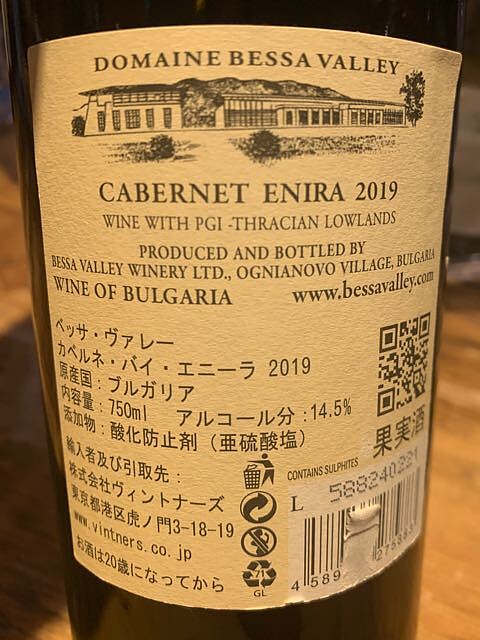 DOMAINE BESSA VALLEY
CABERNET ENIRA 2019
WINE WITH PGI -THRACIAN LOWLANDS
PRODUCED AND BOTTLED BY
BESSA VALLEY WINERY LTD., OGNIANOVO VILLAGE, BULGARIA
WINE OF BULGARIA www.bessavalley.com
ベッサ・ヴァレー
カベルネ・バイ・エニーラ 2019
原産国：ブルガリア
内容量：750ml アルコール分：14.5%
添加物：酸化防止剤（亜硫酸塩）
果実酒
輸入者及び引取先：
株式会社ヴィントナーズ
東京都港区虎ノ門3-18-19
www.vintners.co.jp
お酒は20歳になってから
CONTAINS SULPHITES
L 588240221
71
GL
4 589